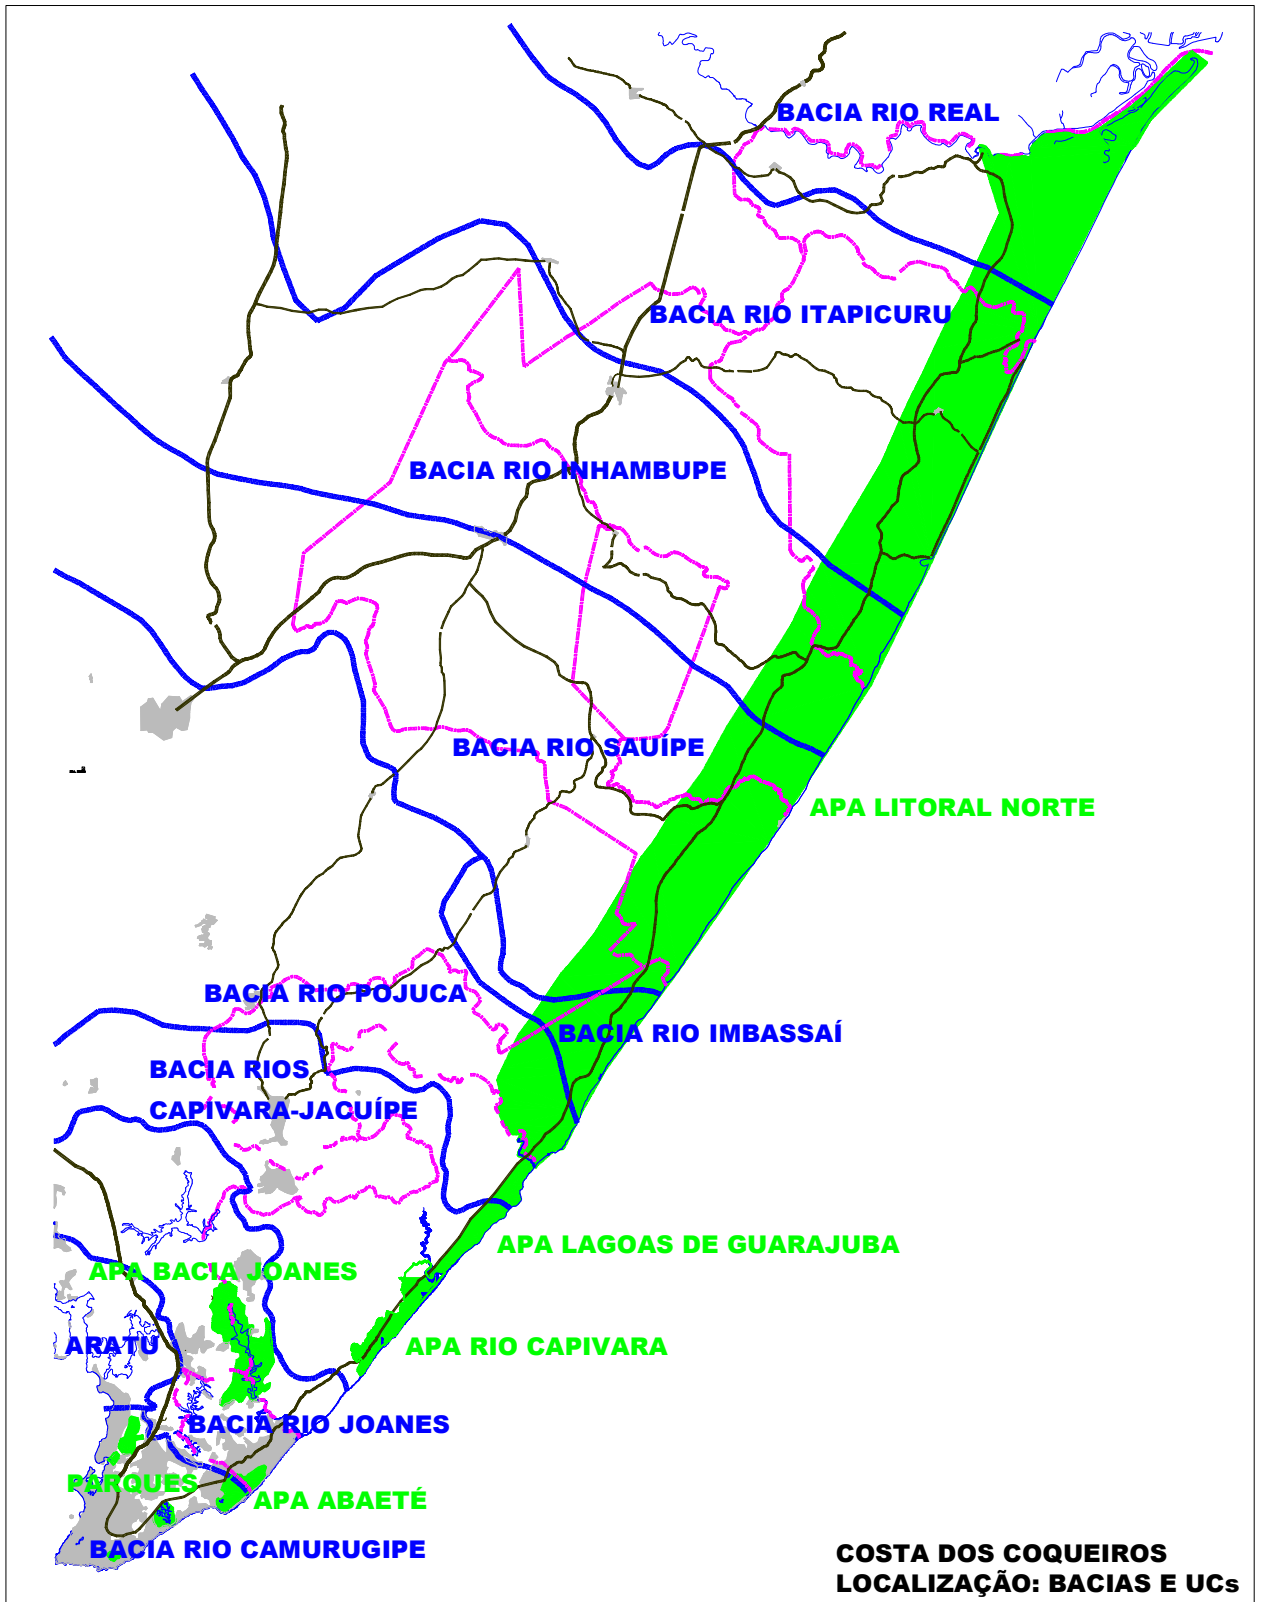 BACIA RIO REAL
BACIA RIO ITAPICURU
BACIA RIO INHAMBUPE
BACIA RIO SAUÍPE
APA LITORAL NORTE
BACIA RIO POJUCA
BACIA RIO IMBASSAÍ
BACIA RIOS
CAPIVARA-JACUÍPE
APA LAGOAS DE GUARAJUBA
APA BACIA JOANES
ARATU
APA RIO CAPIVARA
BACIA RIO JOANES
PARQUES
APA ABAETÉ
BACIA RIO CAMURUGIPE
COSTA DOS COQUEIROS
LOCALIZAÇÃO: BACIAS E UCs